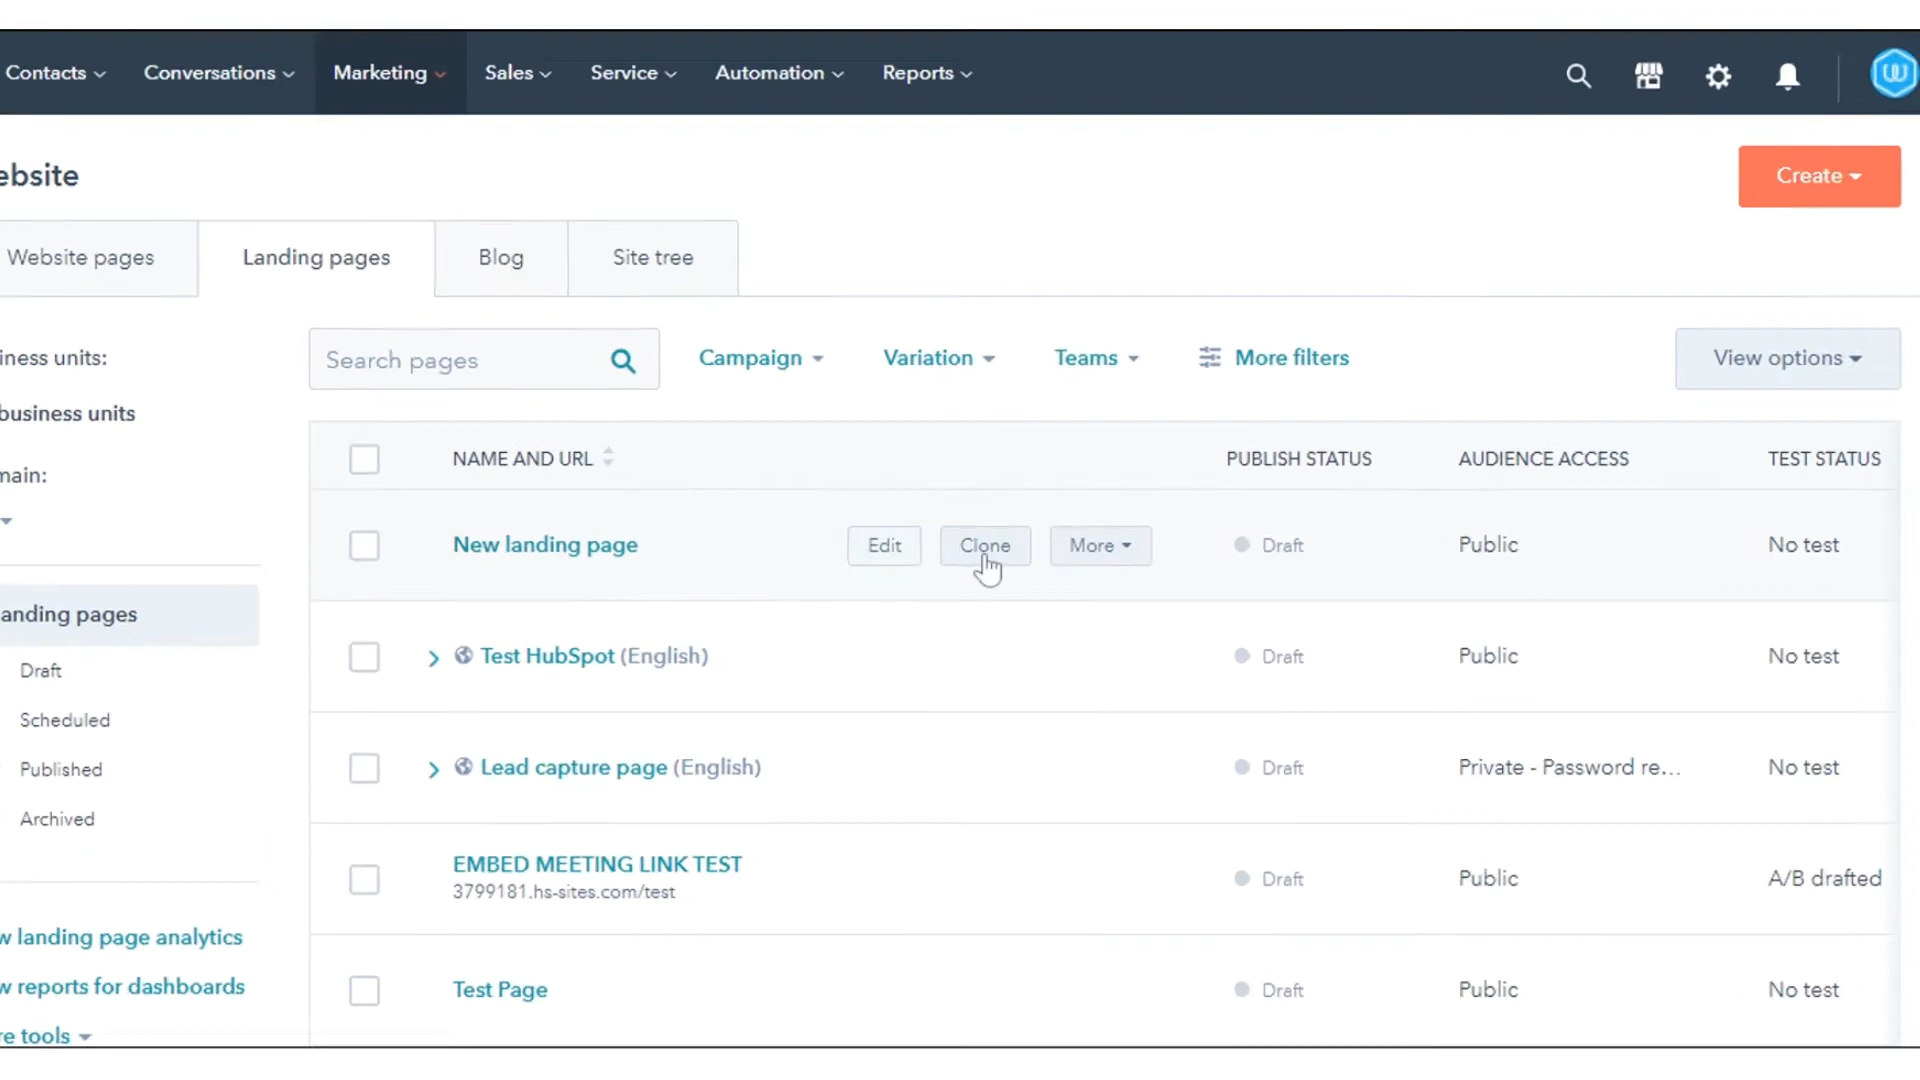 Contacts Conversations Marketing Sales Service Automation Reports
ebsite
Create
Website pages Landing pages Blog Site tree
iness units:
business units
main:
Search pages Campaign Variation Teams More filters View options
NAME AND URL PUBLISH STATUS AUDIENCE ACCESS TEST STATUS
New landing page Edit Clone More Draft Public No test
Test HubSpot (English) Draft Public No test
Lead capture page (English) Draft Private - Password re... No test
EMBED MEETING LINK TEST
3799181.hs-sites.com/test
Draft Public A/B drafted
Test Page Draft Public No test
anding pages
Draft
Scheduled
Published
Archived
w landing page analytics
w reports for dashboards
re tools